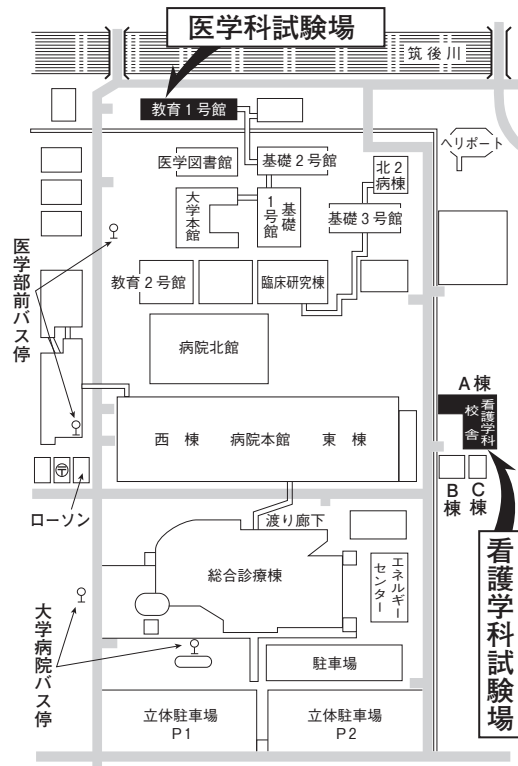 医学科試験場
筑後川
教育1号館
ヘリポート
医学図書館
基礎2号館
北2
病棟
大学本館
基礎
1号館
基礎3号館
医学部前バス停
教育2号館
臨床研究棟
病院北館
A棟
看護学科
校舎
西棟 病院本館 東棟
B棟
C棟
〒
ローソン
渡り廊下
総合診療棟
エネルギー
センター
看護学科試験場
大学病院バス停
駐車場
立体駐車場
P1
立体駐車場
P2